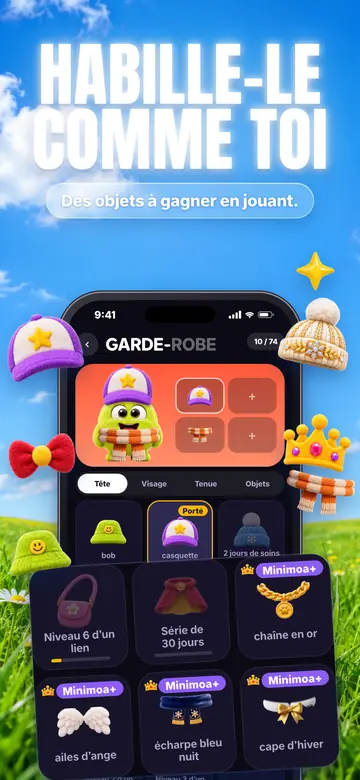 HABILLE-LE
COMME TOI
Des objets à gagner en jouant.
9:41
GARDE-ROBE
10 / 74
Tête
Visage
Tenue
Objets
Porté
bob
casquette
2 jours de soins
Niveau 6 d'un
lien
Série de
30 jours
Minimoa+
chaîne en or
Minimoa+
ailes d'ange
Minimoa+
écharpe bleu
nuit
Minimoa+
cape d'hiver